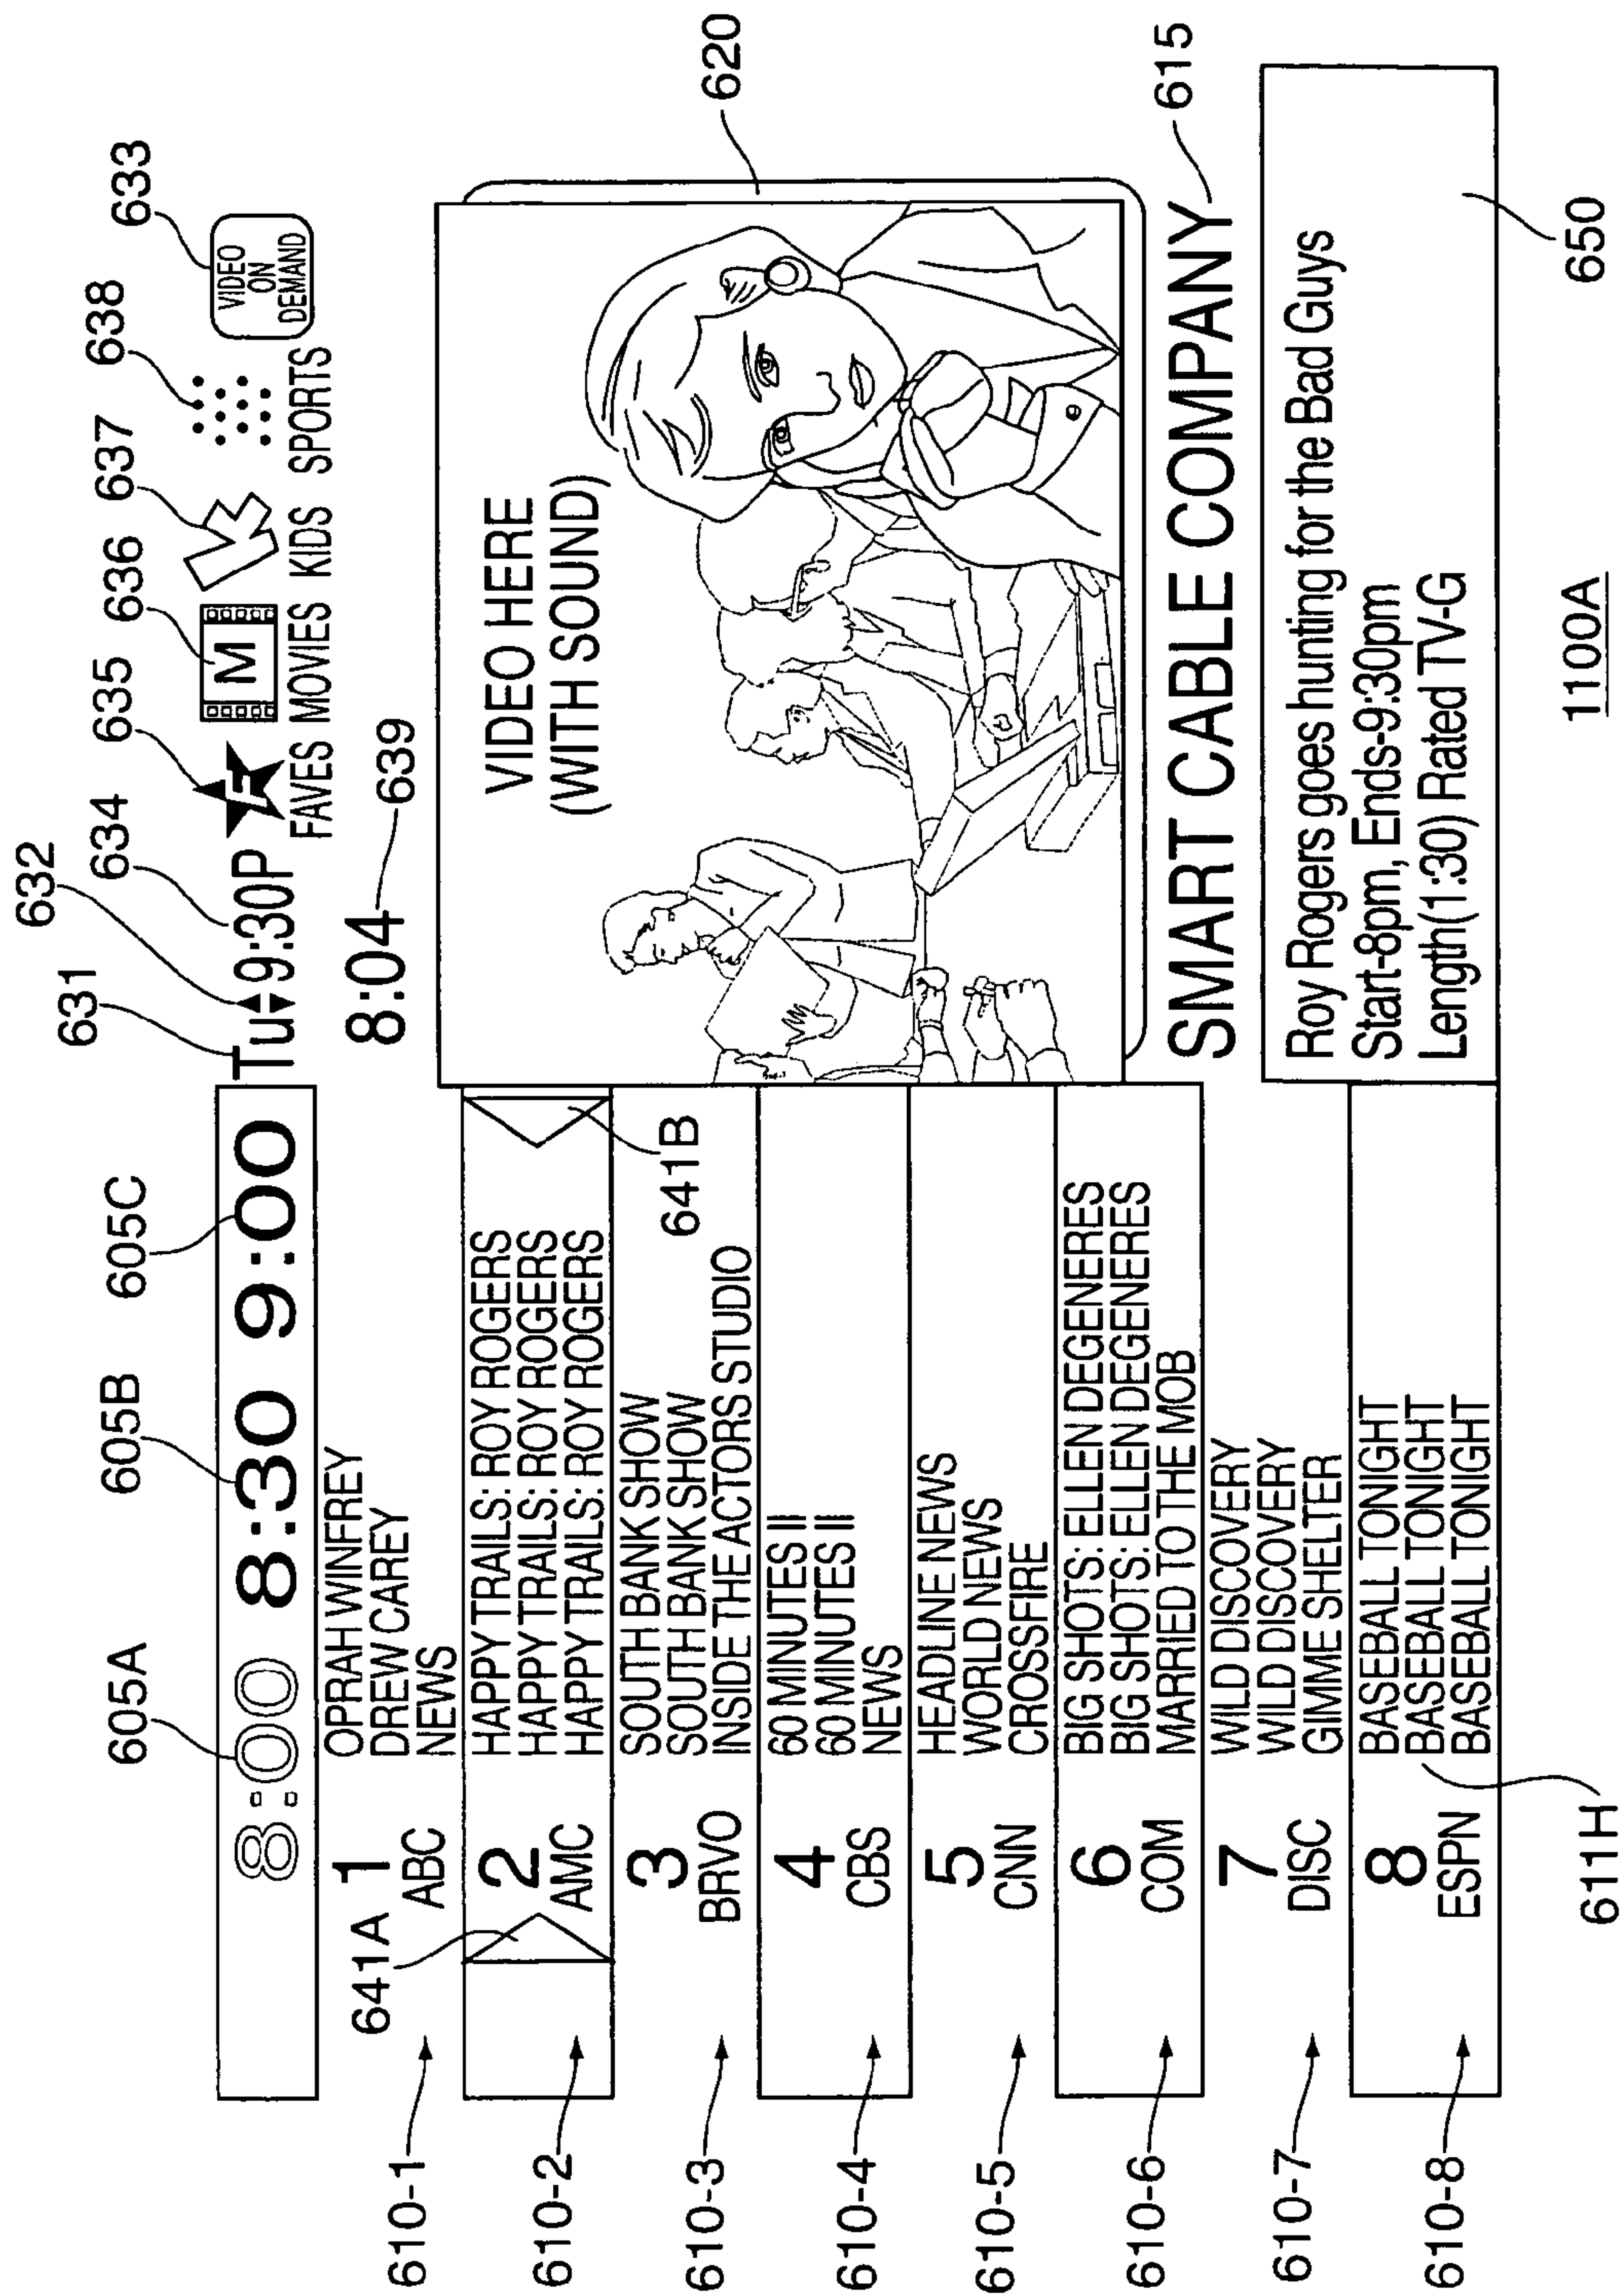 631
632
634
635
636
637
638
633
605A
605B
605C
8:00 8:30 9:00
Tu 9:30P
F
M
VIDEO
ON
DEMAND
FAVES MOVIES KIDS SPORTS
8:04
639
620
615
VIDEO HERE
(WITH SOUND)
641A
641B
610-1
1
ABC
OPRAH WINFREY
DREW CAREY
NEWS
610-2
2
AMC
HAPPY TRAILS: ROY ROGERS
HAPPY TRAILS: ROY ROGERS
HAPPY TRAILS: ROY ROGERS
610-3
3
BRVO
SOUTH BANK SHOW
SOUTH BANK SHOW
INSIDE THE ACTORS STUDIO
610-4
4
CBS
60 MINUTES II
60 MINUTES II
NEWS
610-5
5
CNN
HEADLINE NEWS
WORLD NEWS
CROSSFIRE
610-6
6
COM
BIG SHOTS: ELLEN DEGENERES
BIG SHOTS: ELLEN DEGENERES
MARRIED TO THE MOB
610-7
7
DISC
WILD DISCOVERY
WILD DISCOVERY
GIMME SHELTER
610-8
8
ESPN
BASEBALL TONIGHT
BASEBALL TONIGHT
BASEBALL TONIGHT
611H
SMART CABLE COMPANY
Roy Rogers goes hunting for the Bad Guys
Start-8pm, Ends-9:30pm
Length(1:30) Rated TV-G
650
1100A